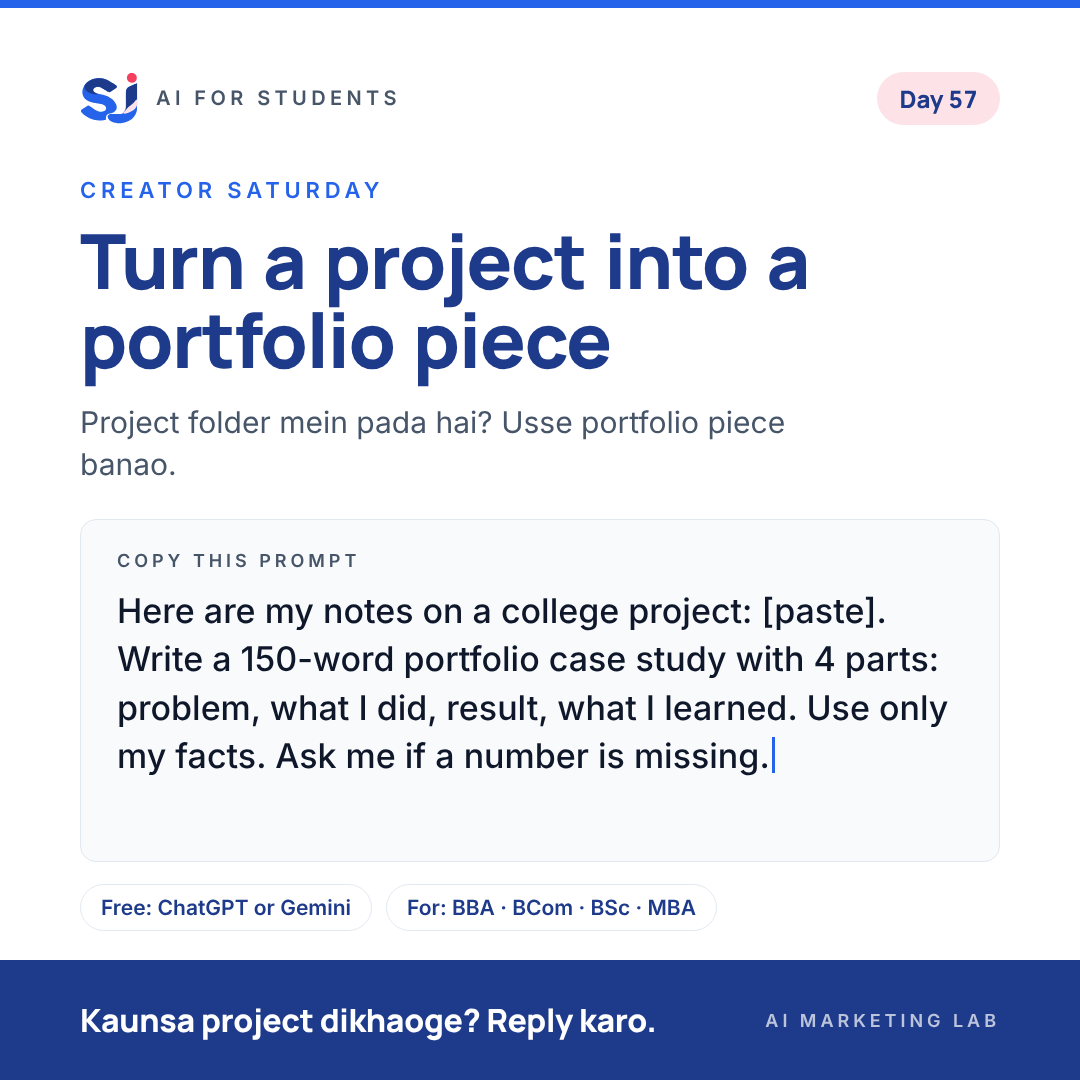 SJ AI FOR STUDENTS
Day 57
CREATOR SATURDAY
Turn a project into a
portfolio piece
Project folder mein pada hai? Usse portfolio piece
banao.
COPY THIS PROMPT
Here are my notes on a college project: [paste].
Write a 150-word portfolio case study with 4 parts:
problem, what I did, result, what I learned. Use only
my facts. Ask me if a number is missing.
Free: ChatGPT or Gemini
For: BBA · BCom · BSc · MBA
Kaunsa project dikhaoge? Reply karo.
AI MARKETING LAB